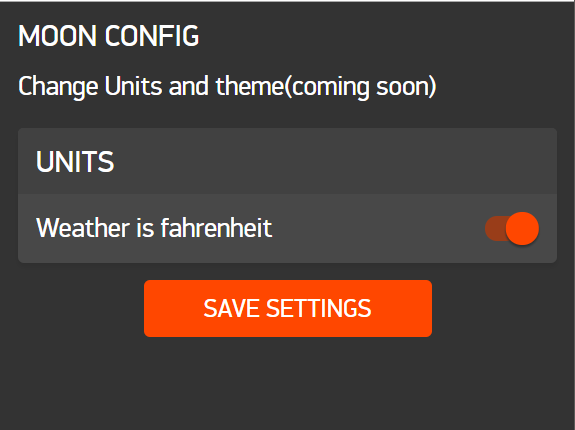 MOON CONFIG
Change Units and theme(coming soon)
UNITS
Weather is fahrenheit
SAVE SETTINGS